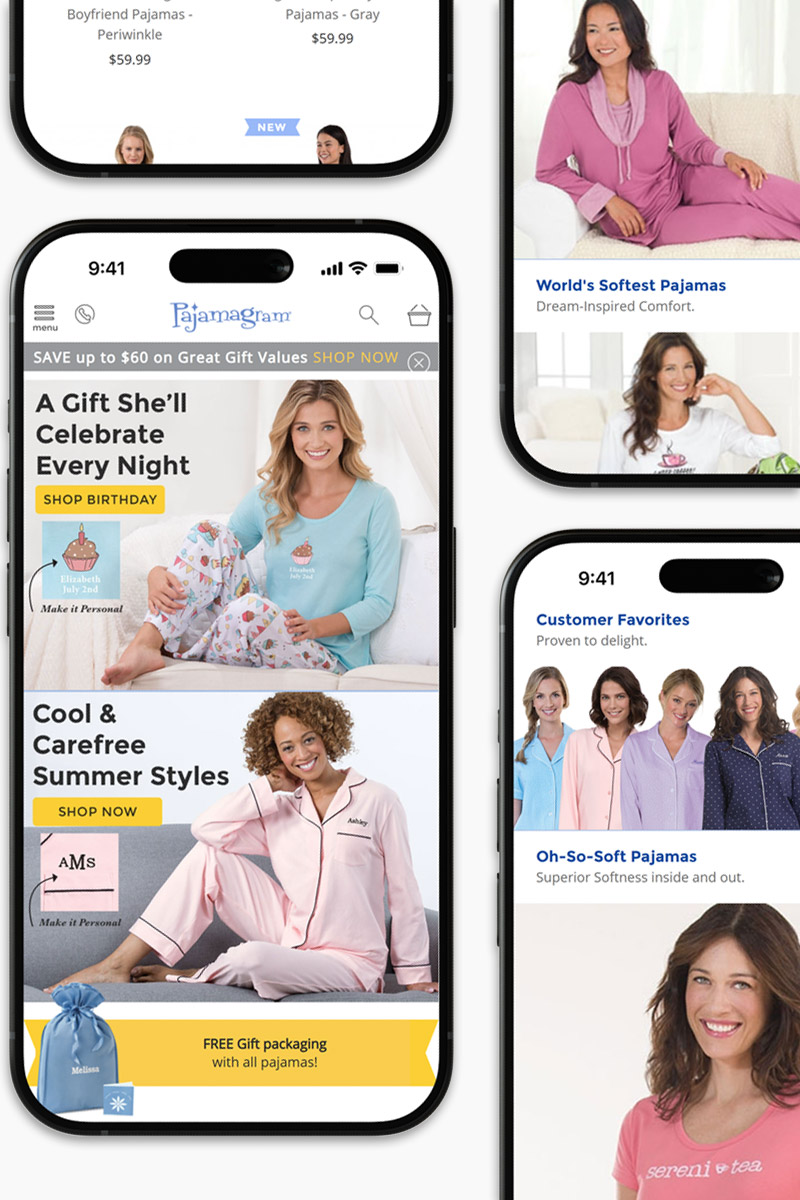 Boyfriend Pajamas -
Periwinkle
$59.99
Pajamas - Gray
$59.99
NEW
9:41
menu
Pajamagram
SAVE up to $60 on Great Gift Values SHOP NOW
A Gift She’ll
Celebrate
Every Night
SHOP BIRTHDAY
Elizabeth
July 2nd
Make it Personal
Elizabeth
July 2nd
Cool &
Carefree
Summer Styles
SHOP NOW
AMS
Make it Personal
Ashley
FREE Gift packaging
with all pajamas!
Melissa
World's Softest Pajamas
Dream-Inspired Comfort.
9:41
Customer Favorites
Proven to delight.
Oh-So-Soft Pajamas
Superior Softness inside and out.
sereni tea